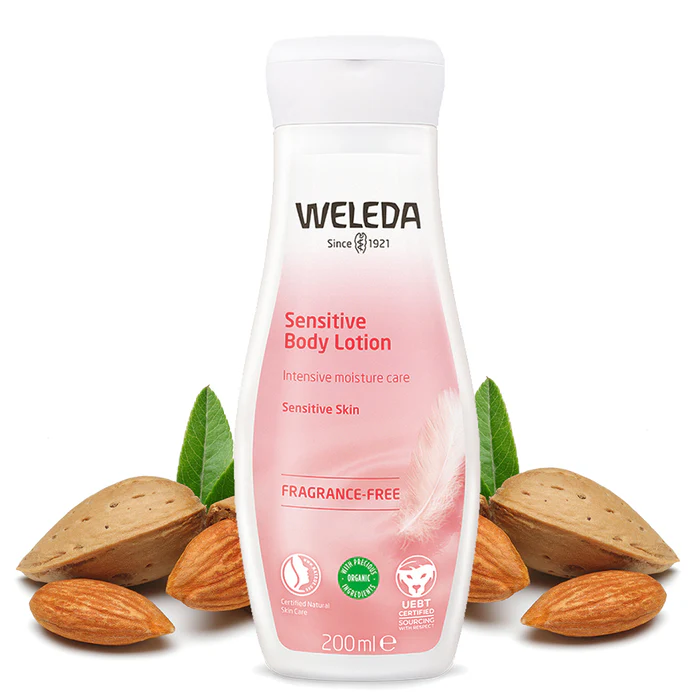 WELEDA
Since 1921
Sensitive
Body Lotion
Intensive moisture care
Sensitive Skin
FRAGRANCE-FREE
WITH PRECIOUS
ORGANIC
INGREDIENTS
Certified Natural
Skin Care
UEBT
CERTIFIED
SOURCING
WITH RESPECT
200ml e